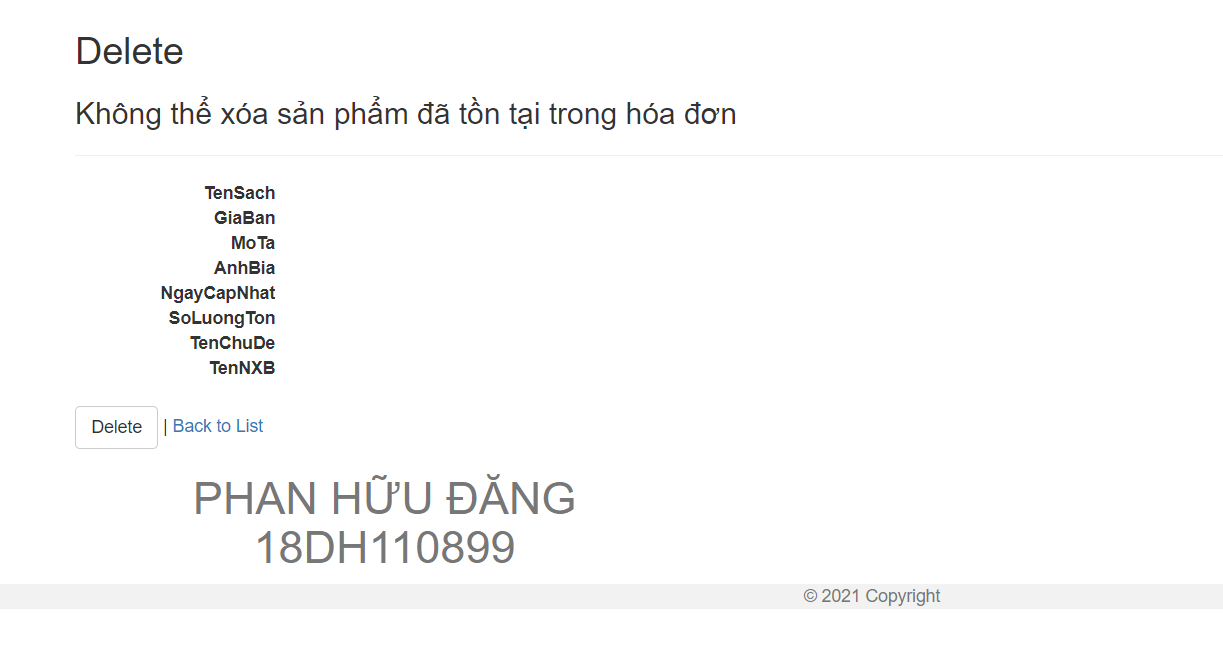 Delete
Không thể xóa sản phẩm đã tồn tại trong hóa đơn
TenSach
GiaBan
MoTa
AnhBia
NgayCapNhat
SoLuongTon
TenChuDe
TenNXB
Delete | Back to List
PHAN HỮU ĐĂNG
18DH110899
© 2021 Copyright